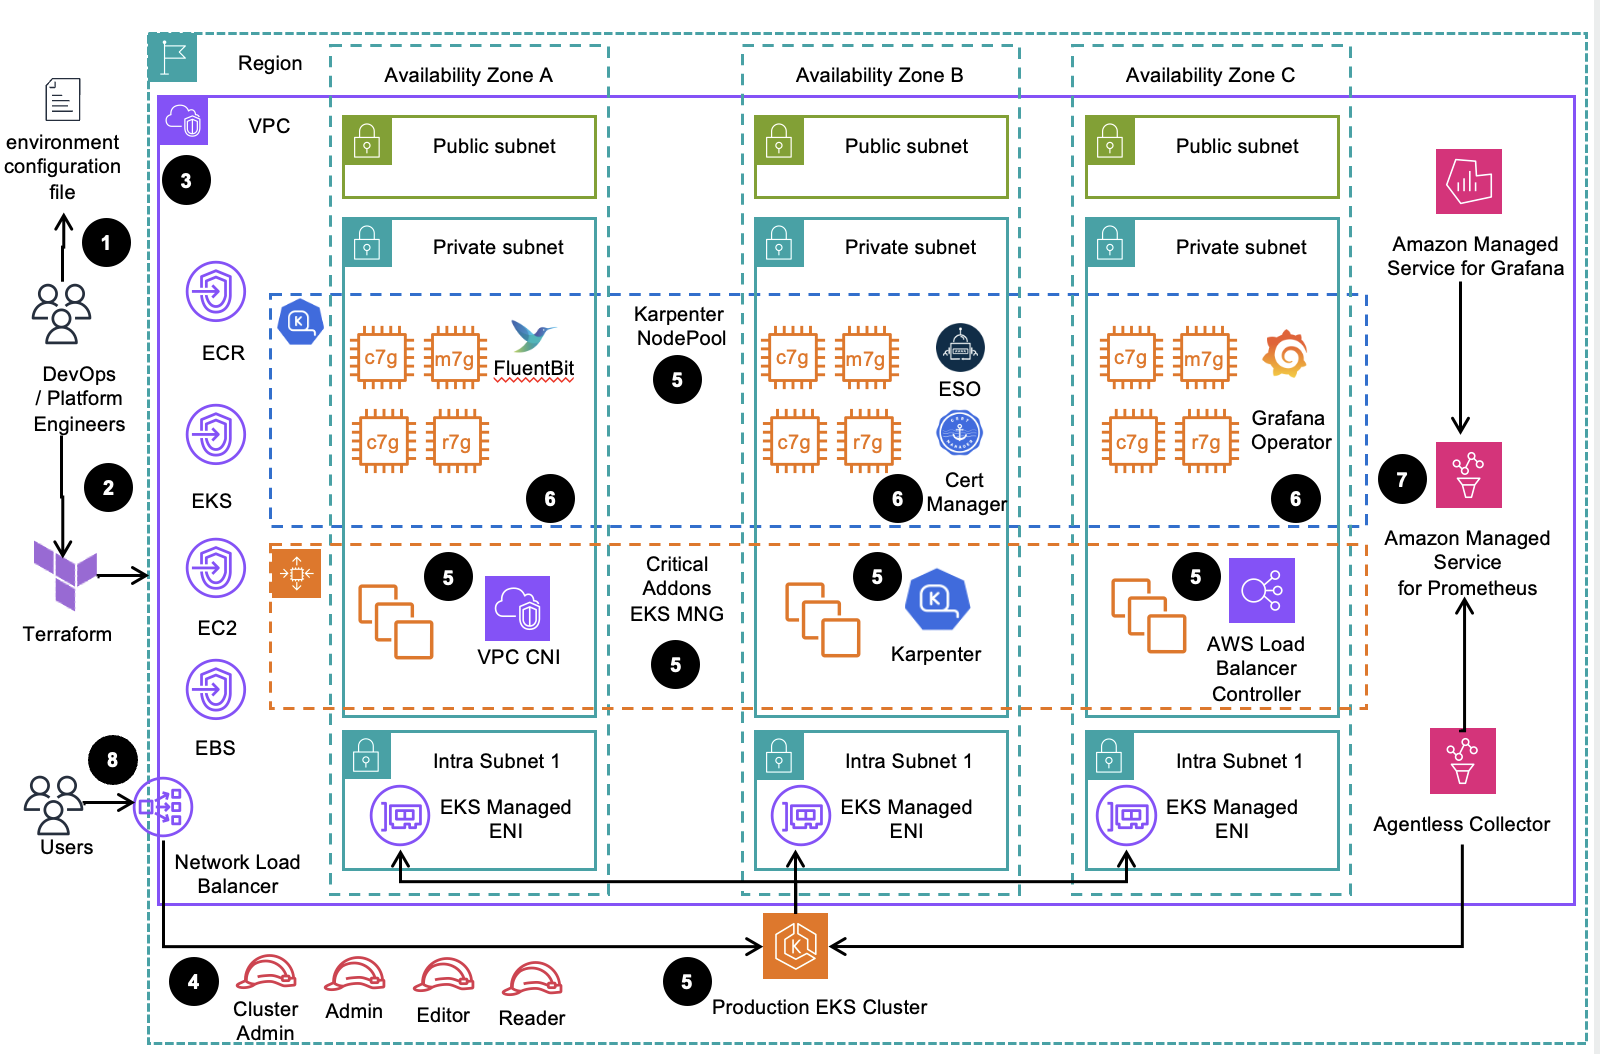 Region
Availability Zone A
Availability Zone B
Availability Zone C
environment
configuration
file
1
DevOps
/ Platform
Engineers
2
Terraform
8
Users
VPC
3
ECR
EKS
EC2
EBS
Network Load
Balancer
Public subnet
Public subnet
Public subnet
Private subnet
Private subnet
Private subnet
K
c7g
m7g
FluentBit
c7g
r7g
6
Karpenter
NodePool
5
c7g
m7g
ESO
c7g
r7g
Cert
Manager
6
c7g
m7g
c7g
r7g
Grafana
Operator
6
5
VPC CNI
Critical
Addons
EKS MNG
5
5
K
Karpenter
5
AWS Load
Balancer
Controller
Intra Subnet 1
EKS Managed
ENI
Intra Subnet 1
EKS Managed
ENI
Intra Subnet 1
EKS Managed
ENI
Amazon Managed
Service for Grafana
7
Amazon Managed
Service
for Prometheus
Agentless Collector
4
Cluster
Admin
Admin
Editor
Reader
5
K
Production EKS Cluster